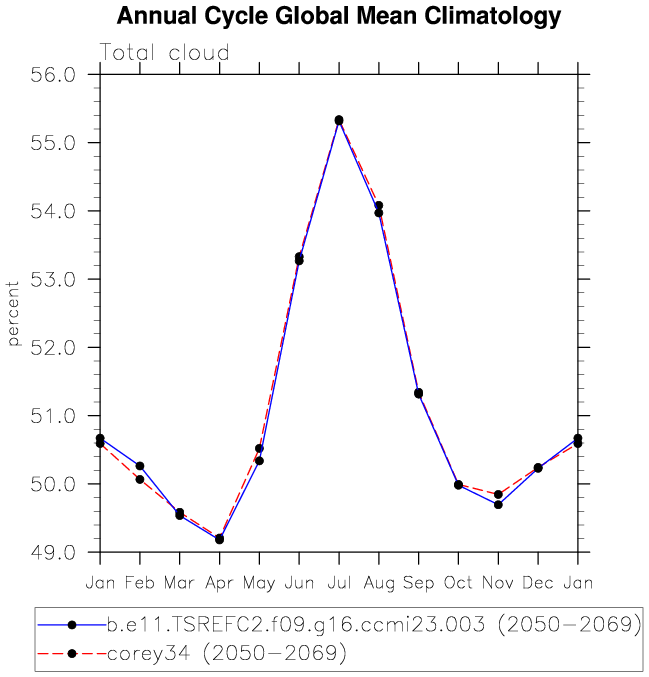 Annual Cycle Global Mean Climatology
Total cloud
56.0
55.0
54.0
53.0
52.0
51.0
50.0
49.0
percent
Jan Feb Mar Apr May Jun Jul Aug Sep Oct Nov Dec Jan
b.e11.TSREFC2.f09.g16.ccmi23.003 (2050-2069)
corey34 (2050-2069)